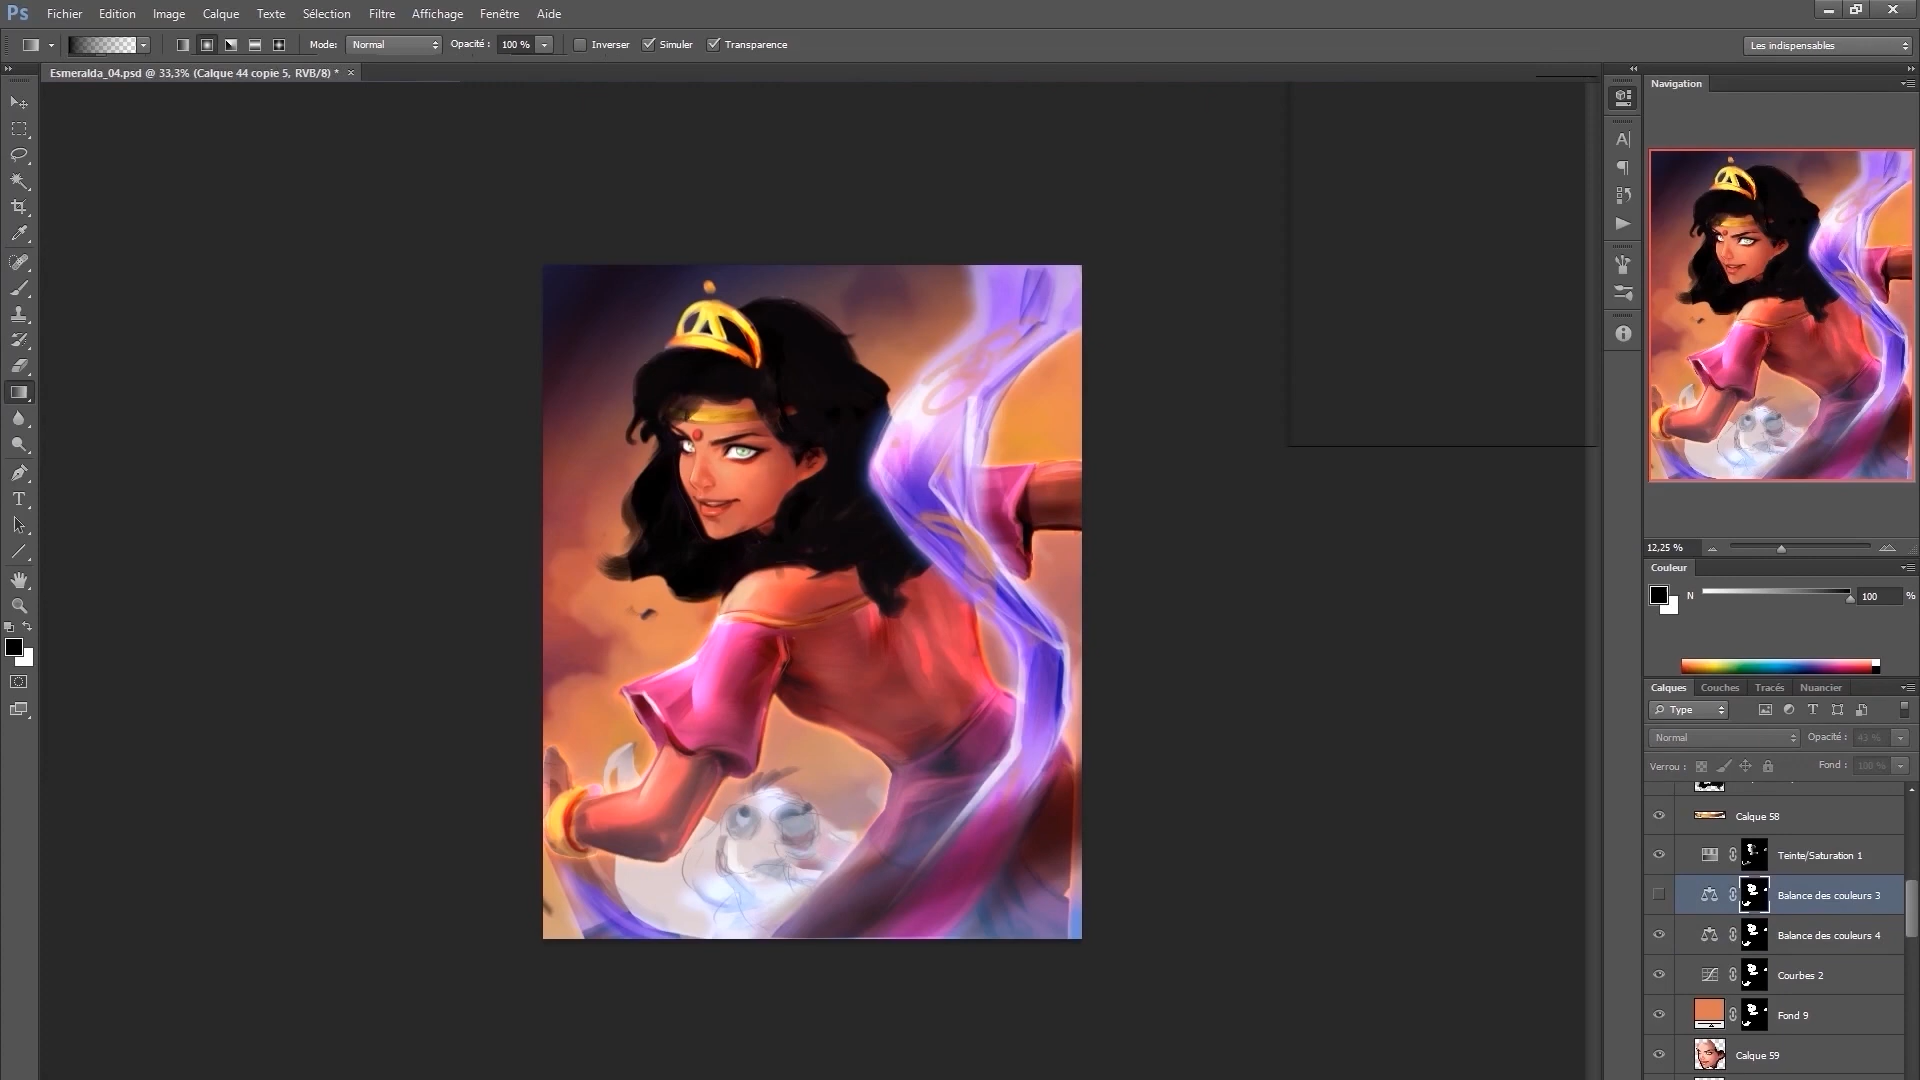 Ps Fichier Edition Image Calque Texte Sélection Filtre Affichage Fenêtre Aide
Mode: Normal Opacité : 100 % Inverser Simuler Transparence Les indispensables
Esmeralda_04.psd @ 33,3% (Calque 44 copie 5, RVB/8) * ×
Navigation
12,25 %
Couleur
N 100 %
Calques Couches Tracés Nuancier
Type
Normal Opacité : 43 %
Verrou : Fond : 100 %
Calque 58
Teinte/Saturation 1
Balance des couleurs 3
Balance des couleurs 4
Courbes 2
Fond 9
Calque 59